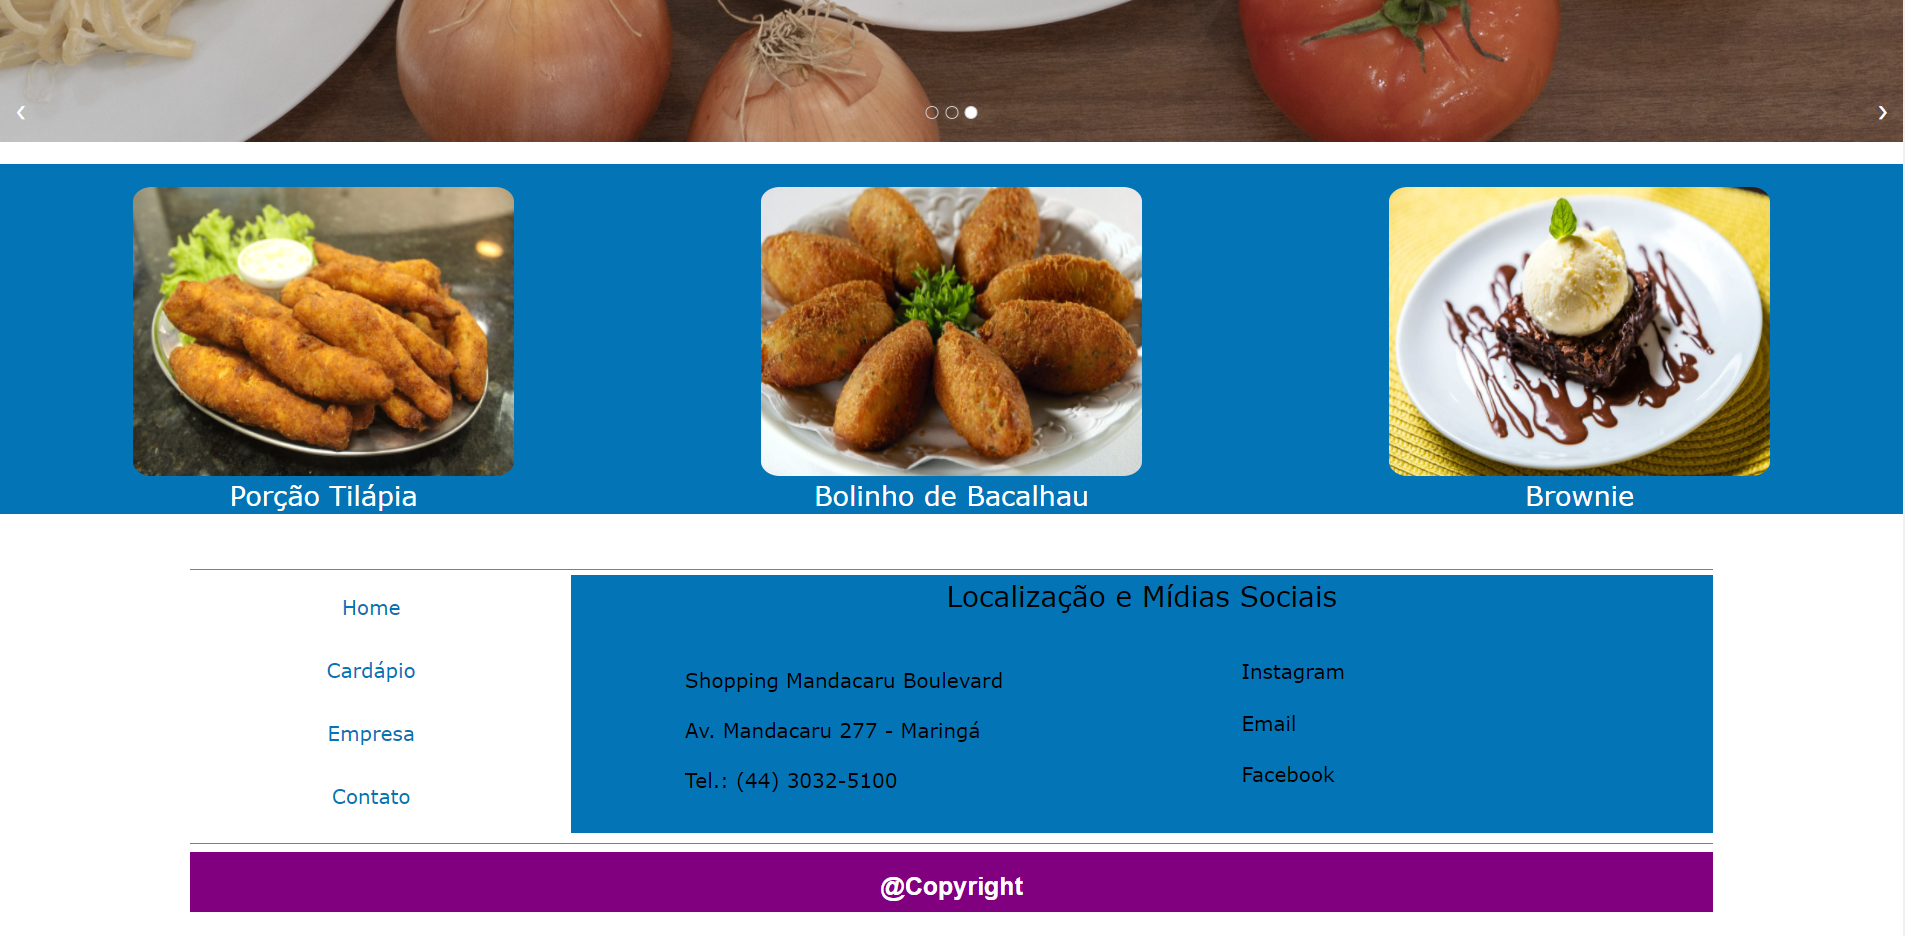 Porção Tilápia
Bolinho de Bacalhau
Brownie
Home
Cardápio
Empresa
Contato
Localização e Mídias Sociais
Shopping Mandacaru Boulevard
Av. Mandacaru 277 - Maringá
Tel.: (44) 3032-5100
Instagram
Email
Facebook
@Copyright